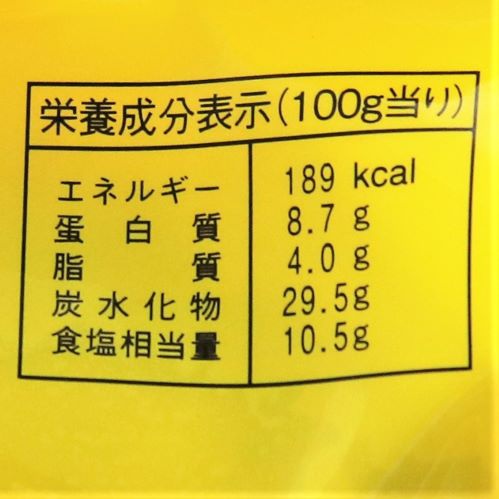 栄養成分表示(100g当り)
エネルギー 189 kcal
蛋白質 8.7 g
脂質 4.0 g
炭水化物 29.5g
食塩相当量 10.5g